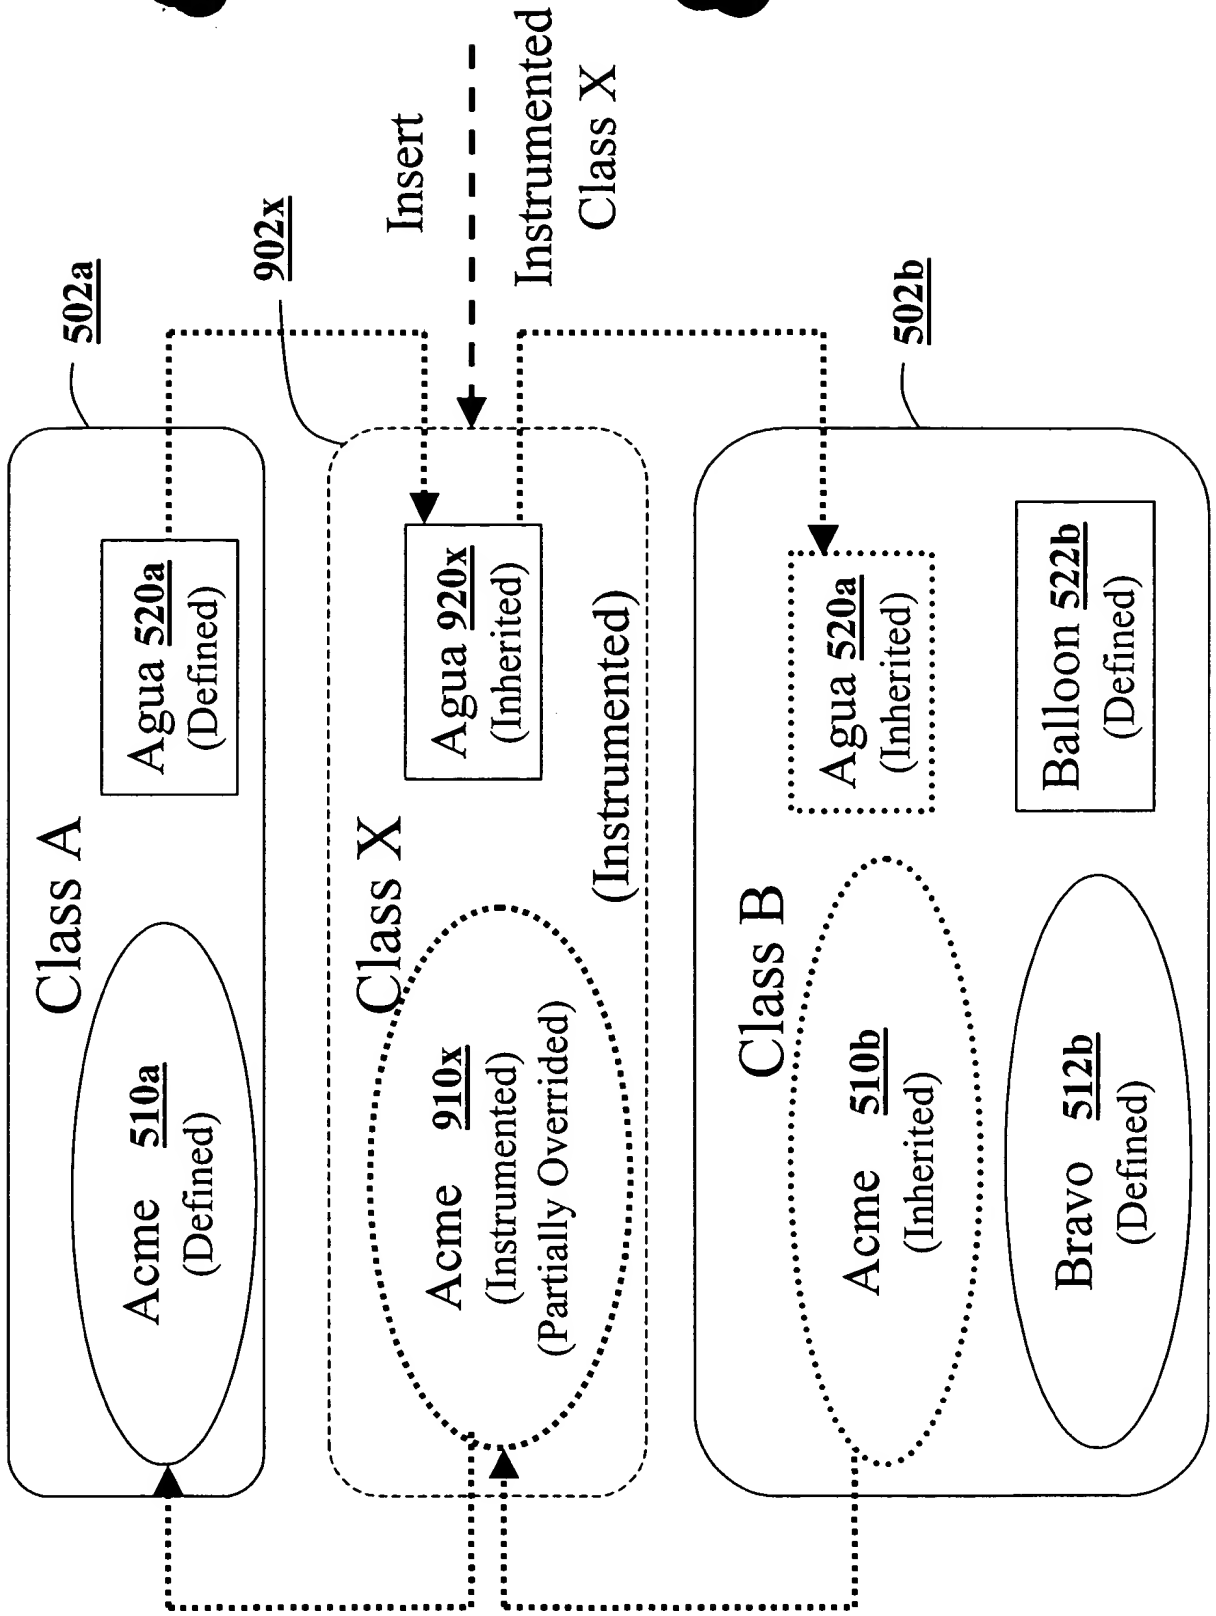 Class A
502a
Acme 510a
(Defined)
Agua 520a
(Defined)
902x
Class X
Acme 910x
(Instrumented)
(Partially Overrided)
Agua 920x
(Inherited)
(Instrumented)
Insert
Instrumented
Class X
Class B
502b
Acme 510b
(Inherited)
Agua 520a
(Inherited)
Bravo 512b
(Defined)
Balloon 522b
(Defined)